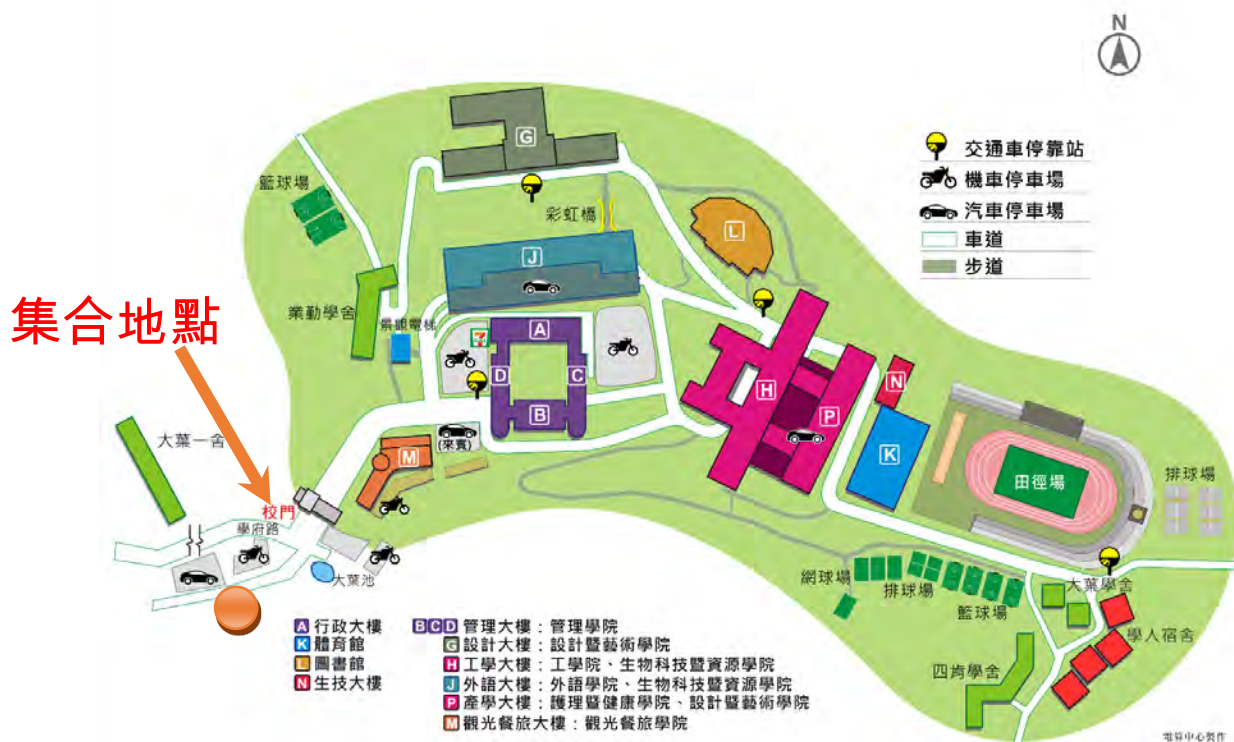 N
交通車停靠站
機車停車場
汽車停車場
車道
步道
G
籃球場
彩虹橋
L
J
業勤學舍
景觀電梯
集合地點
7
A
D
C
B
H
N
P
(來賓)
M
K
田徑場
排球場
大葉一舍
校門
學府路
大葉池
網球場
排球場
籃球場
大葉學舍
學人宿舍
四肯學舍
A 行政大樓
K 體育館
L 圖書館
N 生技大樓
BCD 管理大樓：管理學院
G 設計大樓：設計暨藝術學院
H 工學大樓：工學院、生物科技暨資源學院
J 外語大樓：外語學院、生物科技暨資源學院
P 產學大樓：護理暨健康學院、設計暨藝術學院
M 觀光餐旅大樓：觀光餐旅學院
電算中心製作